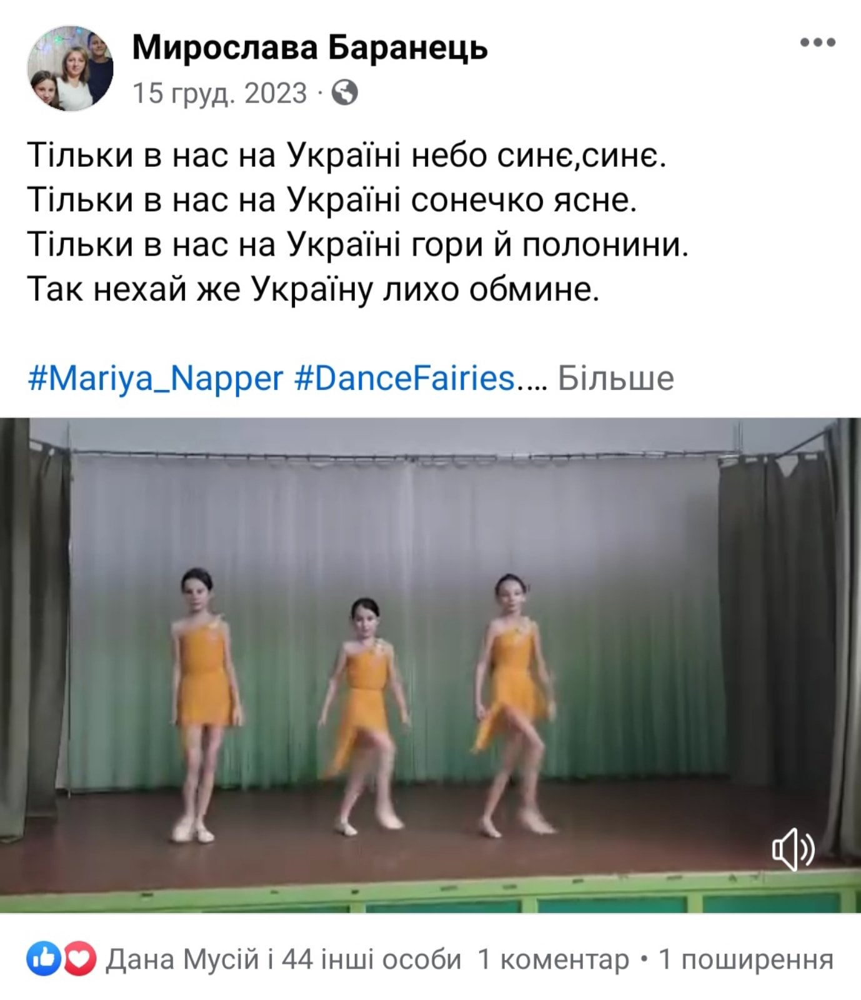 Мирослава Баранець
15 груд. 2023 ·
Тільки в нас на Україні небо синє,синє.
Тільки в нас на Україні сонечко ясне.
Тільки в нас на Україні гори й полонини.
Так нехай же Україну лихо обмине.
#Mariya_Napper #DanceFairies.... Більше
Дана Мусій і 44 інші особи 1 коментар • 1 поширення